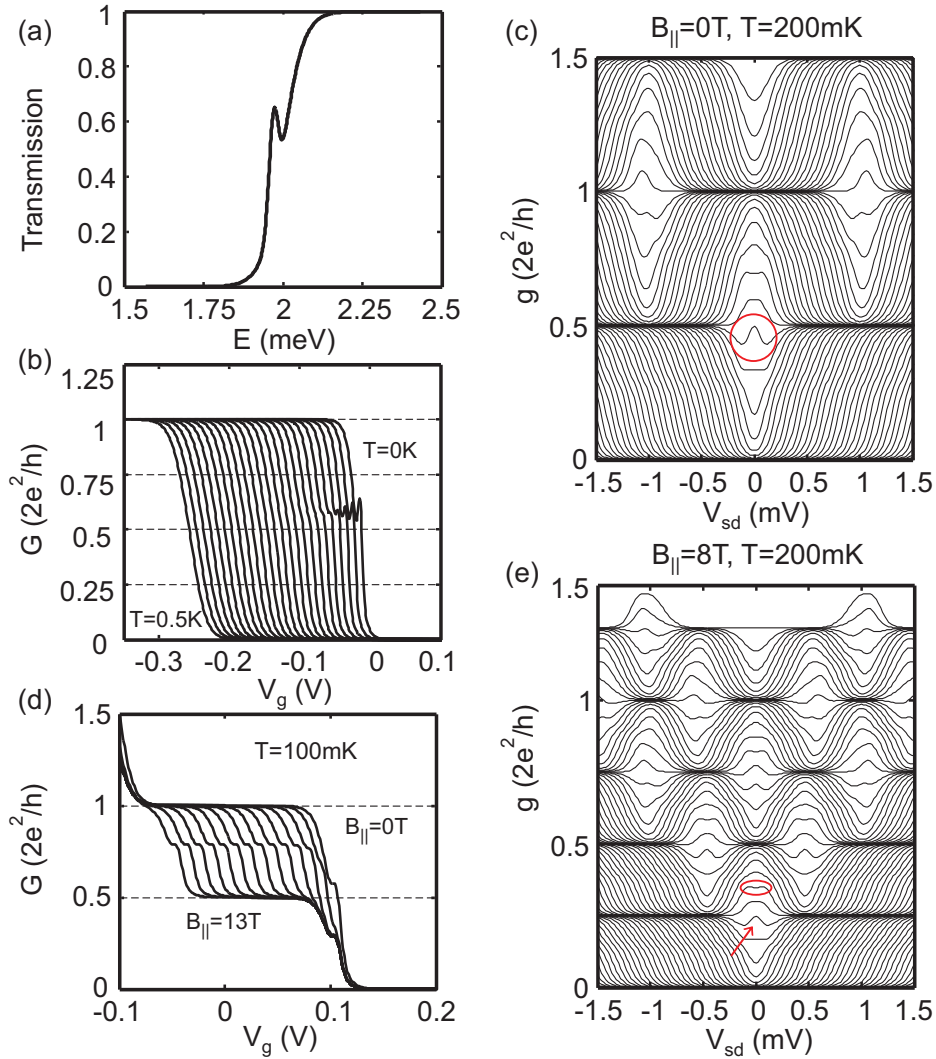 (a)
1
0.8
0.6
0.4
0.2
0
Transmission
1.5 1.75 2 2.25 2.5
E (meV)
(b)
1.25
1
0.75
0.5
0.25
0
G (2e²/h)
T=0K
T=0.5K
-0.3 -0.2 -0.1 0 0.1
V_g (V)
(d)
1.5
1
0.5
0
G (2e²/h)
T=100mK
B_||=0T
B_||=13T
-0.1 0 0.1 0.2
V_g (V)
(c)
B_||=0T, T=200mK
1.5
1
0.5
0
g (2e²/h)
-1.5 -1 -0.5 0 0.5 1 1.5
V_sd (mV)
(e)
B_||=8T, T=200mK
1.5
1
0.5
0
g (2e²/h)
-1.5 -1 -0.5 0 0.5 1 1.5
V_sd (mV)